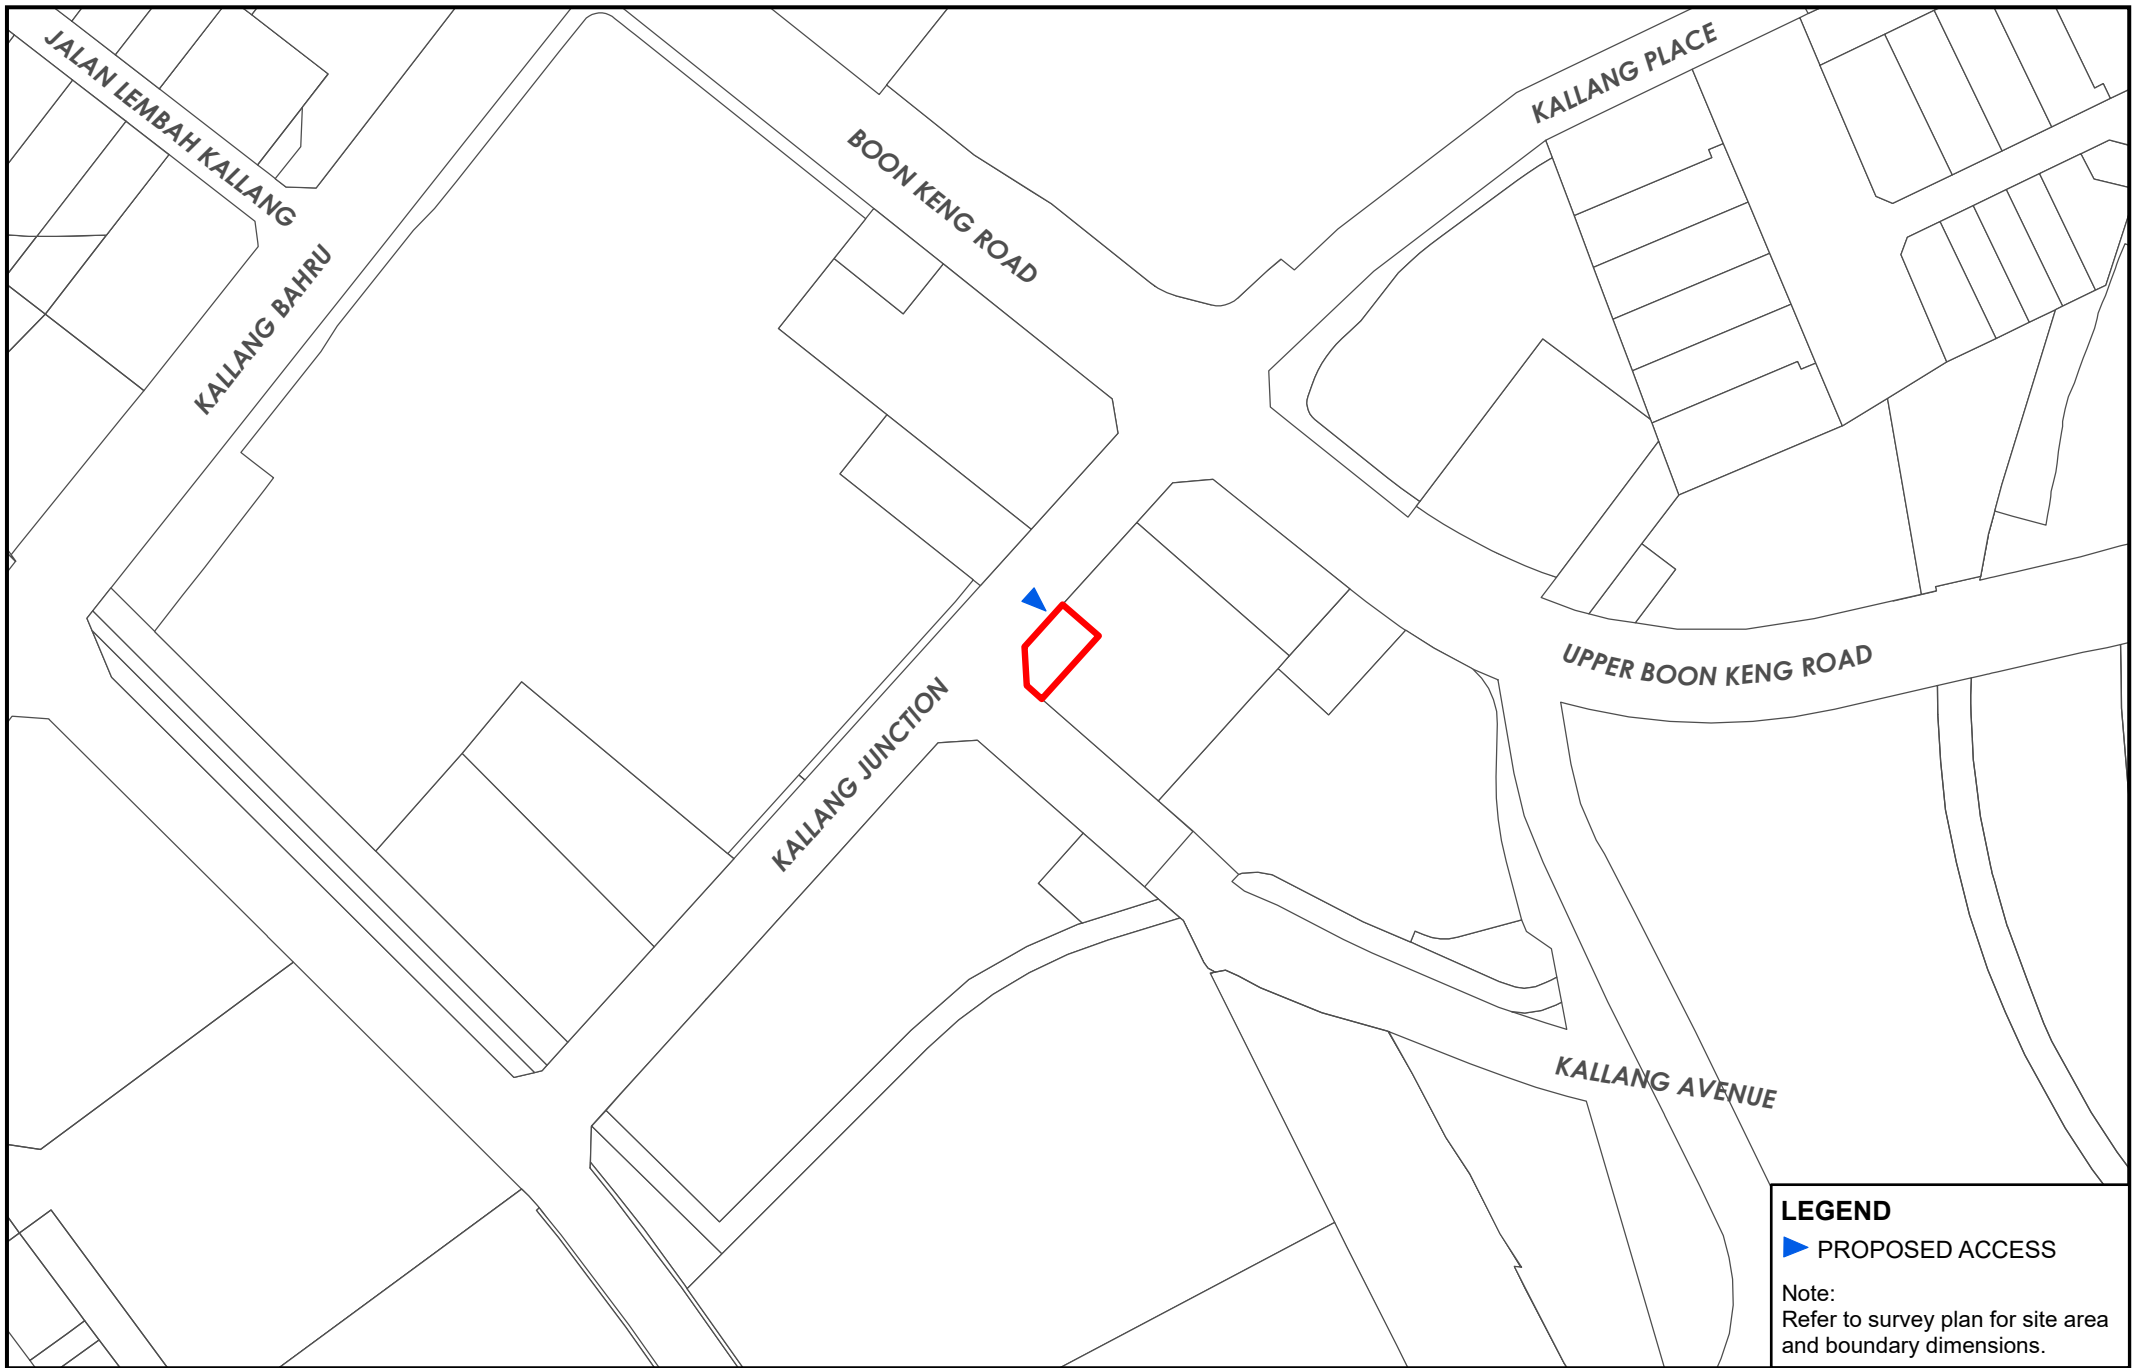 JALAN LEMBAH KALLANG
KALLANG PLACE
BOON KENG ROAD
KALLANG BAHRU
UPPER BOON KENG ROAD
KALLANG JUNCTION
KALLANG AVENUE
LEGEND
PROPOSED ACCESS
Note:
Refer to survey plan for site area
and boundary dimensions.